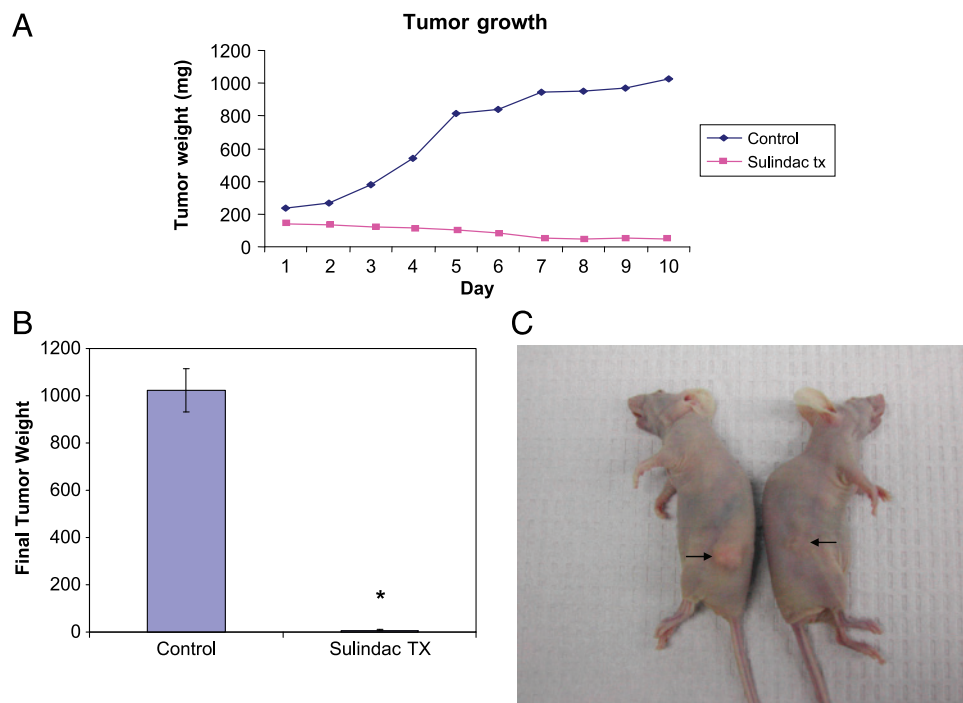 A
Tumor growth
Tumor weight (mg)
1200
1000
800
600
400
200
0
1 2 3 4 5 6 7 8 9 10
Day
Control
Sulindac tx
B
Final Tumor Weight
1200
1000
800
600
400
200
0
*
Control Sulindac TX
C